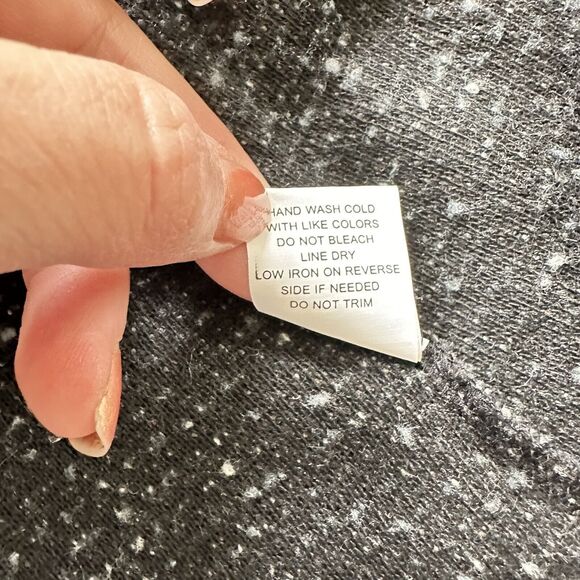 HAND WASH COLD
WITH LIKE COLORS
DO NOT BLEACH
LINE DRY
LOW IRON ON REVERSE
SIDE IF NEEDED
DO NOT TRIM